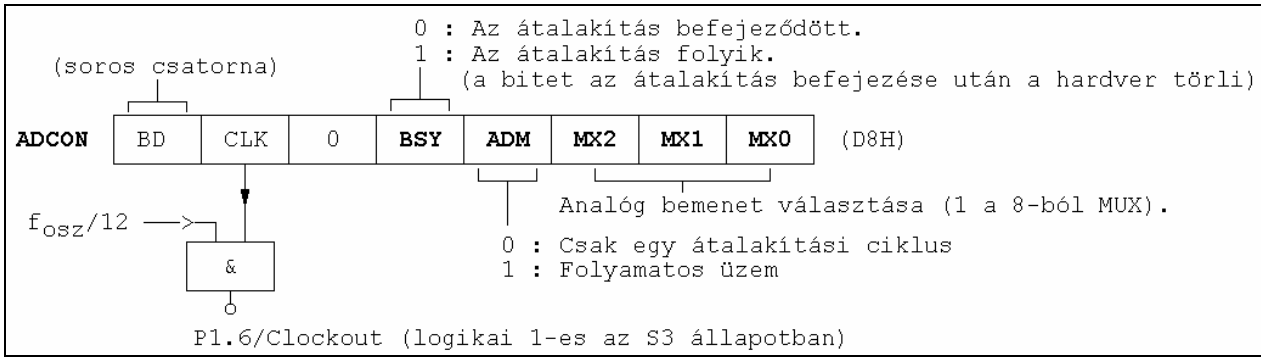 0 : Az átalakítás befejeződött.
1 : Az átalakítás folyik.
(soros csatorna)
(a bitet az átalakítás befejezése után a hardver törli)
ADCON BD CLK 0 BSY ADM MX2 MX1 MX0 (D8H)
Analóg bemenet választása (1 a 8-ból MUX).
fosz/12
0 : Csak egy átalakítási ciklus
1 : Folyamatos üzem
&
P1.6/Clockout (logikai 1-es az S3 állapotban)